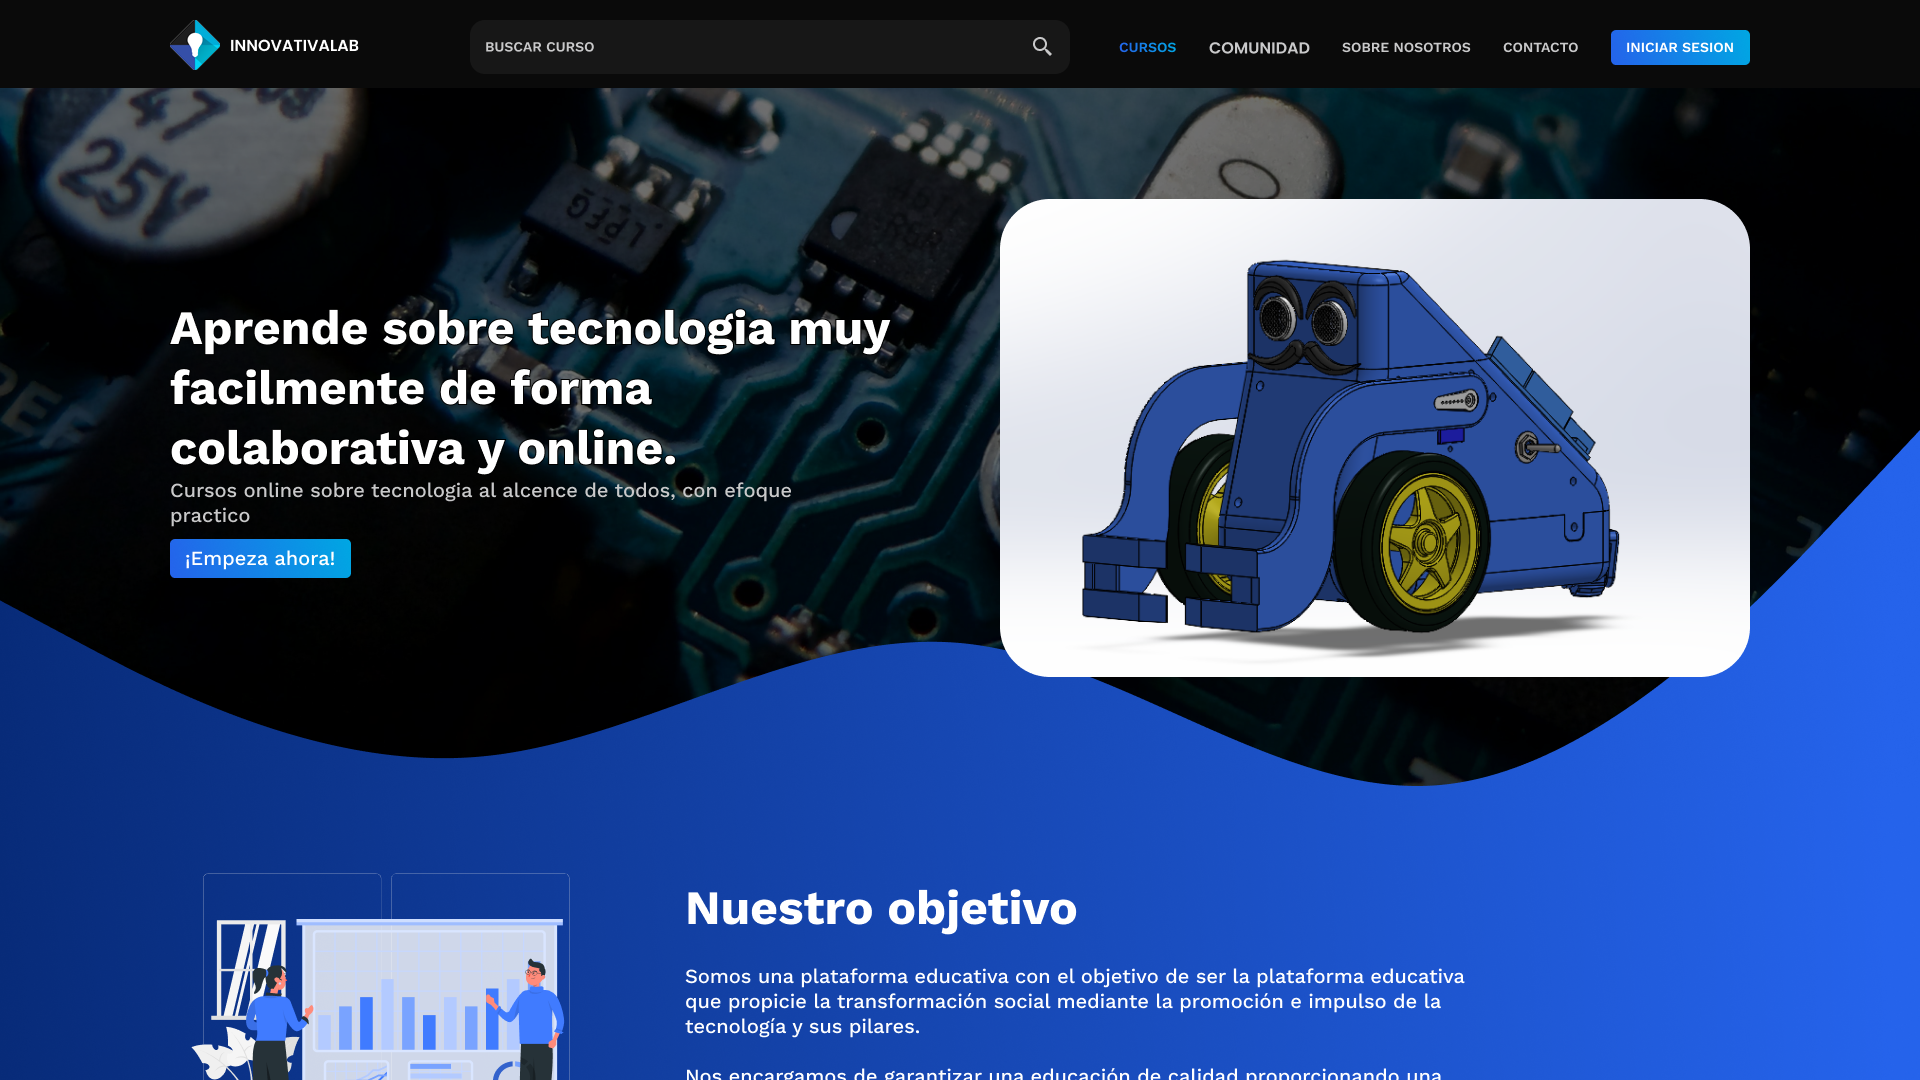 INNOVATIVALAB
BUSCAR CURSO
CURSOS
COMUNIDAD
SOBRE NOSOTROS
CONTACTO
INICIAR SESION
47
25V
LPFG
Aprende sobre tecnologia muy
facilmente de forma
colaborativa y online.
Cursos online sobre tecnologia al alcence de todos, con efoque
practico
¡Empeza ahora!
Nuestro objetivo
Somos una plataforma educativa con el objetivo de ser la plataforma educativa
que propicie la transformación social mediante la promoción e impulso de la
tecnología y sus pilares.
Nos encargamos de garantizar una educación de calidad proporcionando una